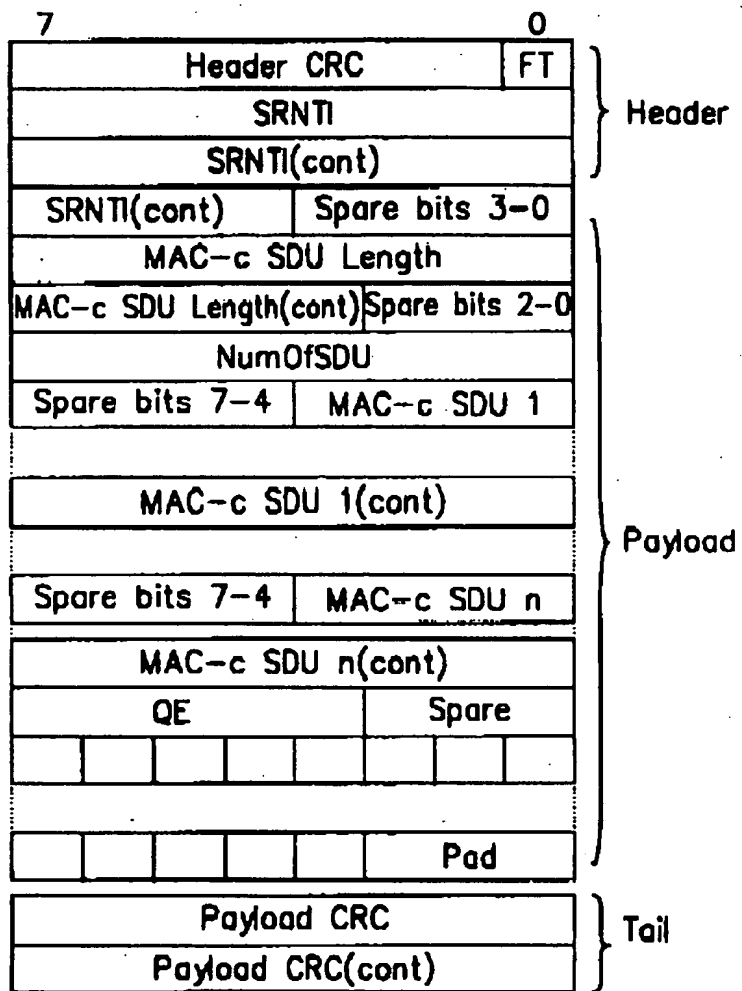 7 0
Header CRC FT
Header
SRNTI
SRNTI(cont)
SRNTI(cont) Spare bits 3-0
MAC-c SDU Length
MAC-c SDU Length(cont) Spare bits 2-0
NumOfSDU
Spare bits 7-4 MAC-c SDU 1
MAC-c SDU 1(cont)
Payload
Spare bits 7-4 MAC-c SDU n
MAC-c SDU n(cont)
QE Spare
Pad
Payload CRC
Tail
Payload CRC(cont)